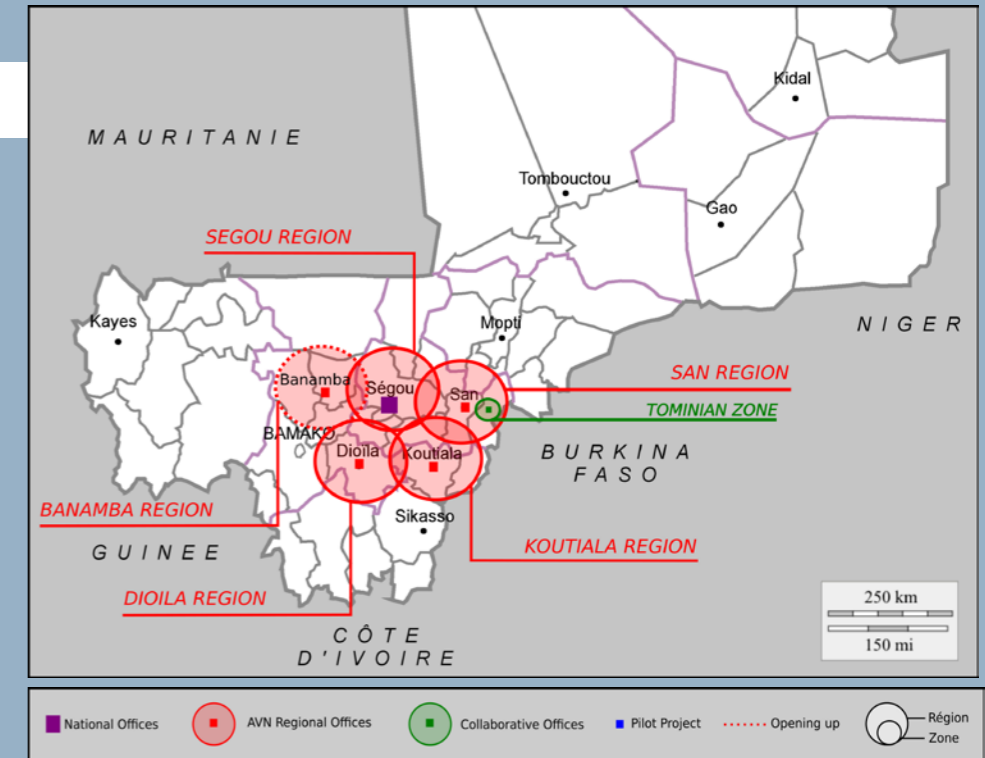 Kidal
MAURITANIE
Tombouctou
Gao
SEGOU REGION
Kayes
Mopti
NIGER
SAN REGION
Banamba
Ségou
San
TOMINIAN ZONE
BAMAKO
Dioïla
Koutiala
BURKINA
FASO
BANAMBA REGION
Sikasso
GUINEE
KOUTIALA REGION
DIOILA REGION
250 km
150 mi
CÔTE
D'IVOIRE
National Offices
AVN Regional Offices
Collaborative Offices
Pilot Project
Opening up
Région
Zone